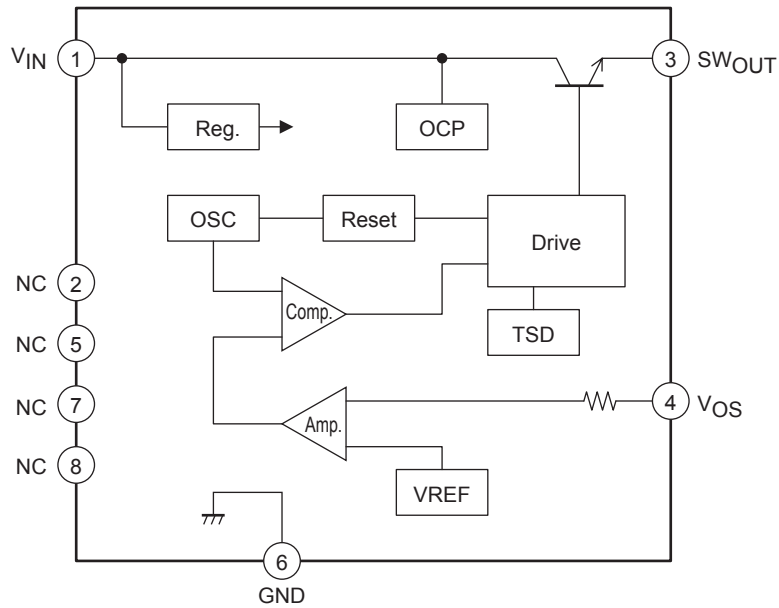 VIN 1
3 SWOUT
Reg.
OCP
OSC
Reset
Drive
NC 2
Comp.
TSD
NC 5
NC 7
4 VOS
Amp.
NC 8
VREF
6
GND